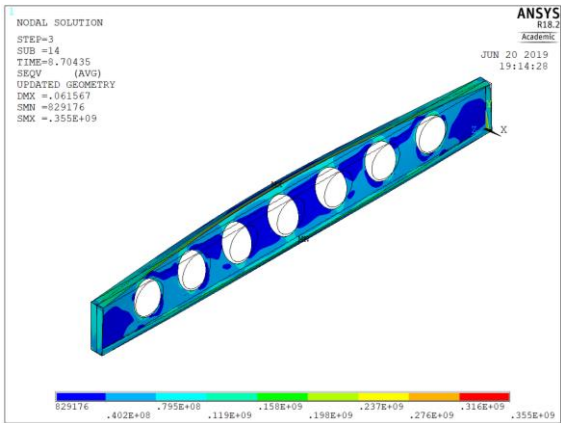 1
NODAL SOLUTION
STEP=3
SUB =14
TIME=8.70435
SEQV (AVG)
UPDATED GEOMETRY
DMX =.061567
SMN =829176
SMX =.355E+09
ANSYS
R18.2
Academic
JUN 20 2019
19:14:28
X
829176
.402E+08
.795E+08
.119E+09
.158E+09
.198E+09
.237E+09
.276E+09
.316E+09
.355E+09